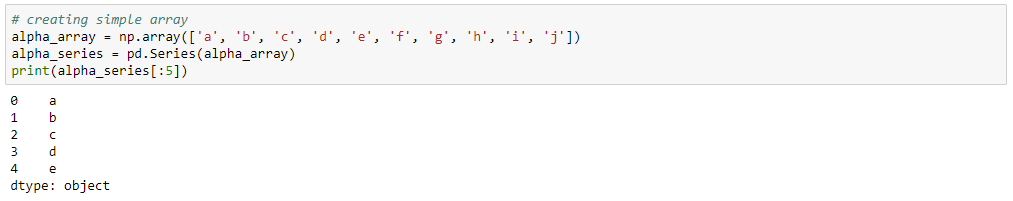 # creating simple array
alpha_array = np.array(['a', 'b', 'c', 'd', 'e', 'f', 'g', 'h', 'i', 'j'])
alpha_series = pd.Series(alpha_array)
print(alpha_series[:5])
0    a
1    b
2    c
3    d
4    e
dtype: object